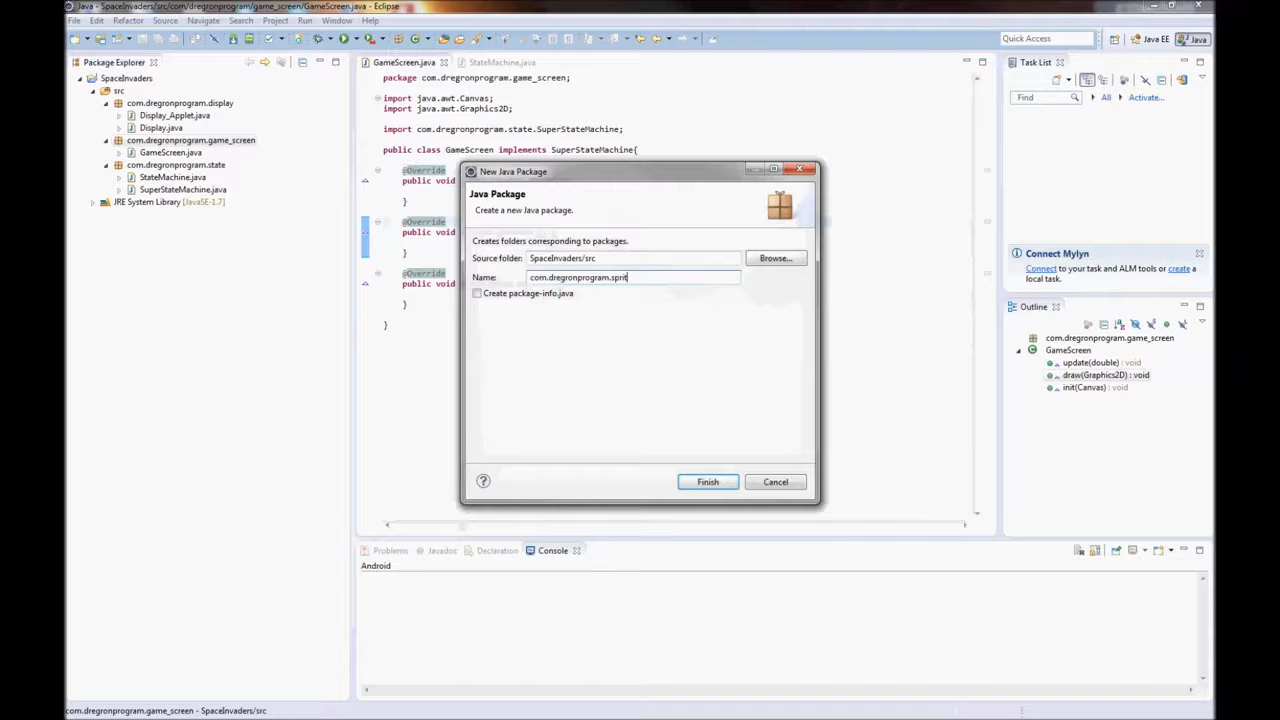 Java - SpaceInvaders/src/com/dregronprogram/game_screen/GameScreen.java - Eclipse
File Edit Refactor Source Navigate Search Project Run Window Help
Quick Access
Java EE
Java
Package Explorer
SpaceInvaders
src
com.dregronprogram.display
Display_Applet.java
Display.java
com.dregronprogram.game_screen
GameScreen.java
com.dregronprogram.state
StateMachine.java
SuperStateMachine.java
JRE System Library [JavaSE-1.7]
GameScreen.java
StateMachine.java
package com.dregronprogram.game_screen;
import java.awt.Canvas;
import java.awt.Graphics2D;
import com.dregronprogram.state.SuperStateMachine;
public class GameScreen implements SuperStateMachine{
@Override
public void
}
@Override
public void
}
@Override
public void
}
}
New Java Package
Java Package
Create a new Java package.
Creates folders corresponding to packages.
Source folder: SpaceInvaders/src
Browse...
Name: com.dregronprogram.sprit
Create package-info.java
?
Finish
Cancel
Task List
Find
All
Activate...
Connect Mylyn
Connect to your task and ALM tools or create a
local task.
Outline
com.dregronprogram.game_screen
GameScreen
update(double) : void
draw(Graphics2D) : void
init(Canvas) : void
Problems
Javadoc
Declaration
Console
Android
com.dregronprogram.game_screen - SpaceInvaders/src